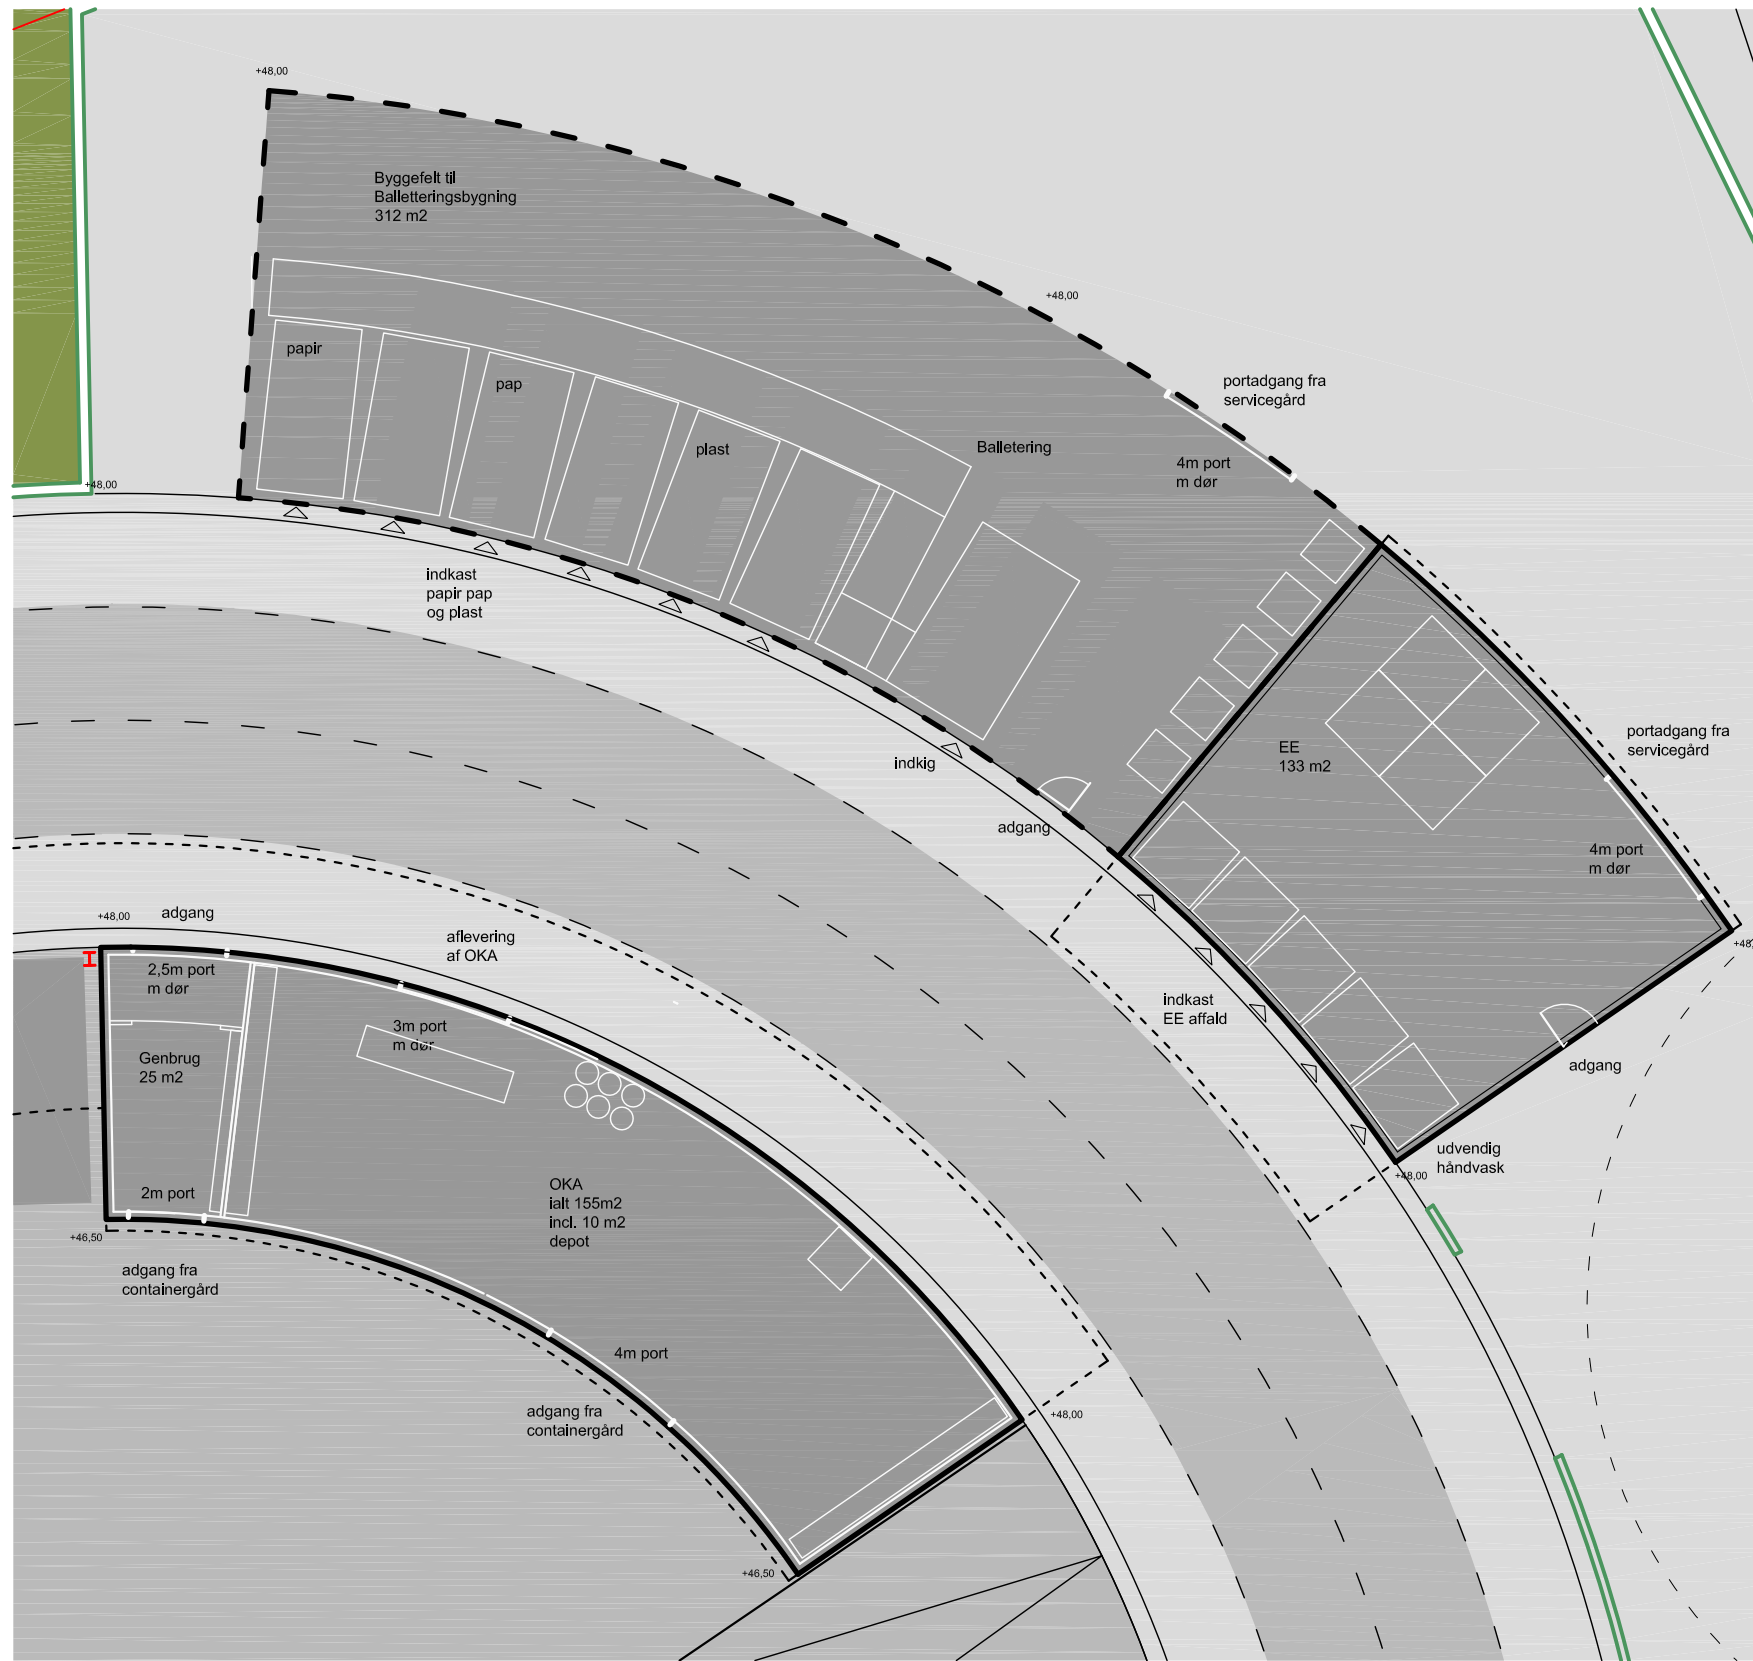 +48,00
Byggefelt til
Balletteringsbygning
312 m2
+48,00
papir
pap
plast
Balletering
portadgang fra
servicegård
4m port
m dør
+48,00
indkast
papir pap
og plast
indkig
adgang
EE
133 m2
portadgang fra
servicegård
4m port
m dør
indkast
EE affald
adgang
udvendig
håndvask
+48,00
+48,00
adgang
aflevering
af OKA
2,5m port
m dør
3m port
m dør
Genbrug
25 m2
2m port
OKA
ialt 155m2
incl. 10 m2
depot
+46,50
adgang fra
containergård
4m port
adgang fra
containergård
+48,00
+46,50